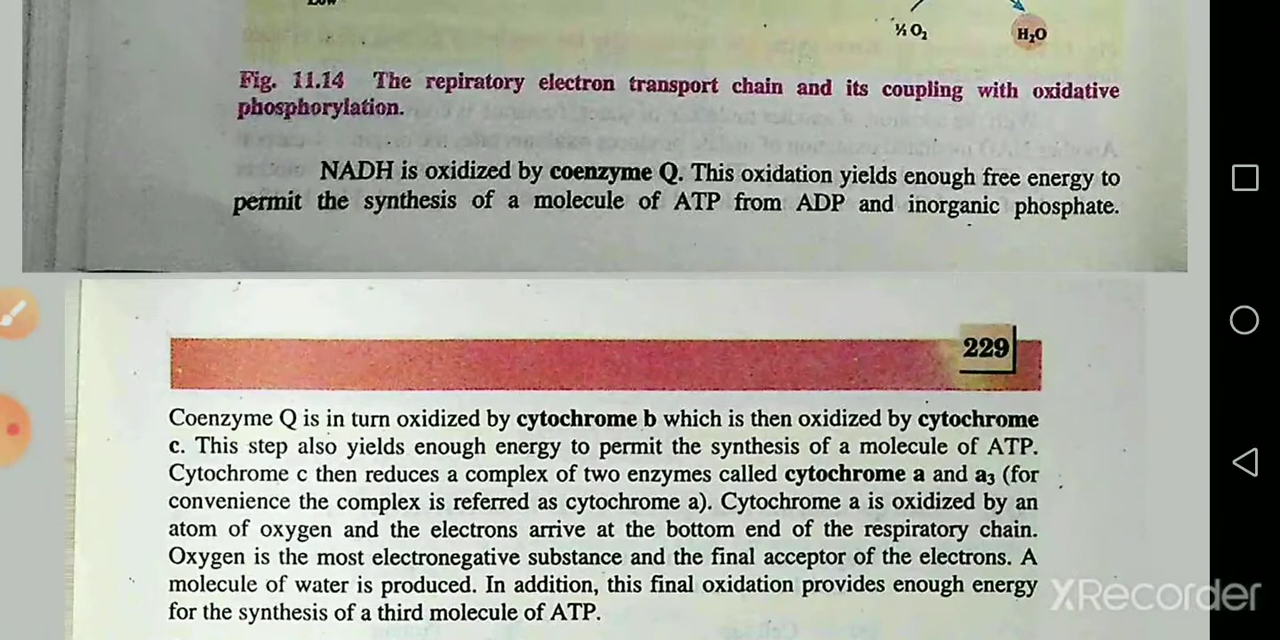 Low
½ O₂
H₂O
Fig. 11.14 The repiratory electron transport chain and its coupling with oxidative
phosphorylation.
NADH is oxidized by coenzyme Q. This oxidation yields enough free energy to
permit the synthesis of a molecule of ATP from ADP and inorganic phosphate.
229
Coenzyme Q is in turn oxidized by cytochrome b which is then oxidized by cytochrome
c. This step also yields enough energy to permit the synthesis of a molecule of ATP.
Cytochrome c then reduces a complex of two enzymes called cytochrome a and a₃ (for
convenience the complex is referred as cytochrome a). Cytochrome a is oxidized by an
atom of oxygen and the electrons arrive at the bottom end of the respiratory chain.
Oxygen is the most electronegative substance and the final acceptor of the electrons. A
molecule of water is produced. In addition, this final oxidation provides enough energy
for the synthesis of a third molecule of ATP.
XRecorder